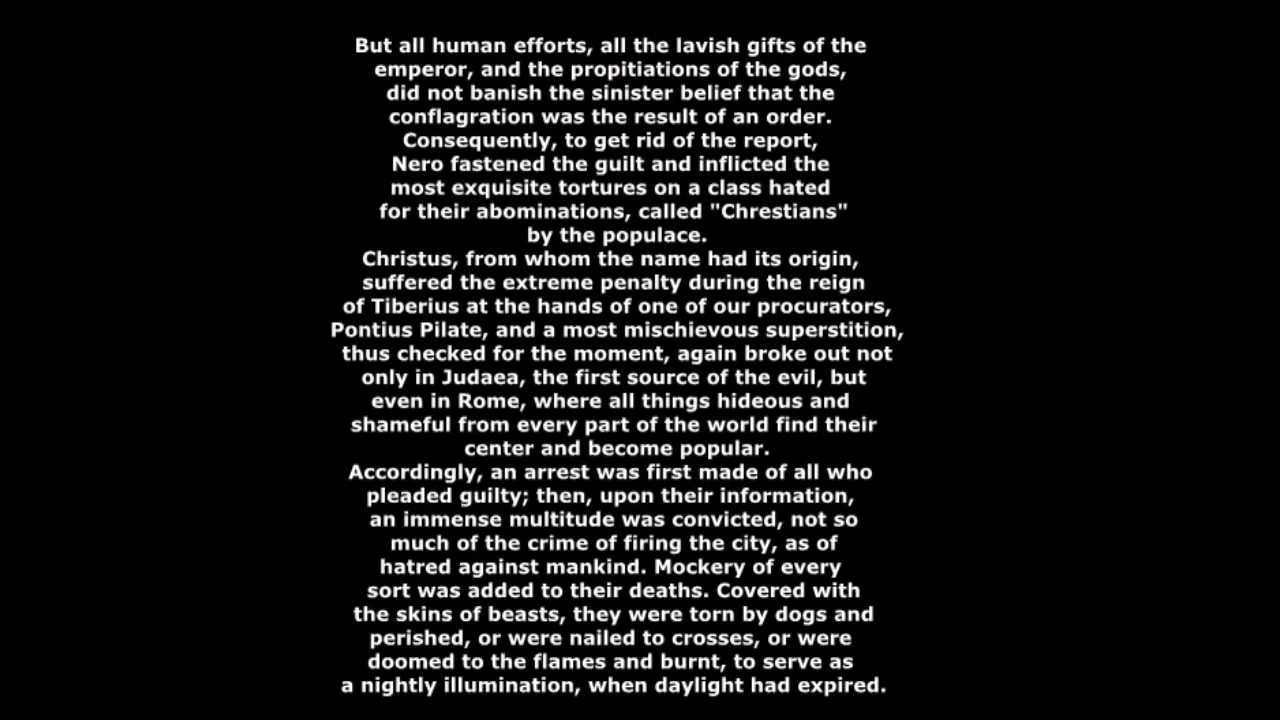 But all human efforts, all the lavish gifts of the
emperor, and the propitiations of the gods,
did not banish the sinister belief that the
conflagration was the result of an order.
Consequently, to get rid of the report,
Nero fastened the guilt and inflicted the
most exquisite tortures on a class hated
for their abominations, called "Chrestians"
by the populace.
Christus, from whom the name had its origin,
suffered the extreme penalty during the reign
of Tiberius at the hands of one of our procurators,
Pontius Pilate, and a most mischievous superstition,
thus checked for the moment, again broke out not
only in Judaea, the first source of the evil, but
even in Rome, where all things hideous and
shameful from every part of the world find their
center and become popular.
Accordingly, an arrest was first made of all who
pleaded guilty; then, upon their information,
an immense multitude was convicted, not so
much of the crime of firing the city, as of
hatred against mankind. Mockery of every
sort was added to their deaths. Covered with
the skins of beasts, they were torn by dogs and
perished, or were nailed to crosses, or were
doomed to the flames and burnt, to serve as
a nightly illumination, when daylight had expired.